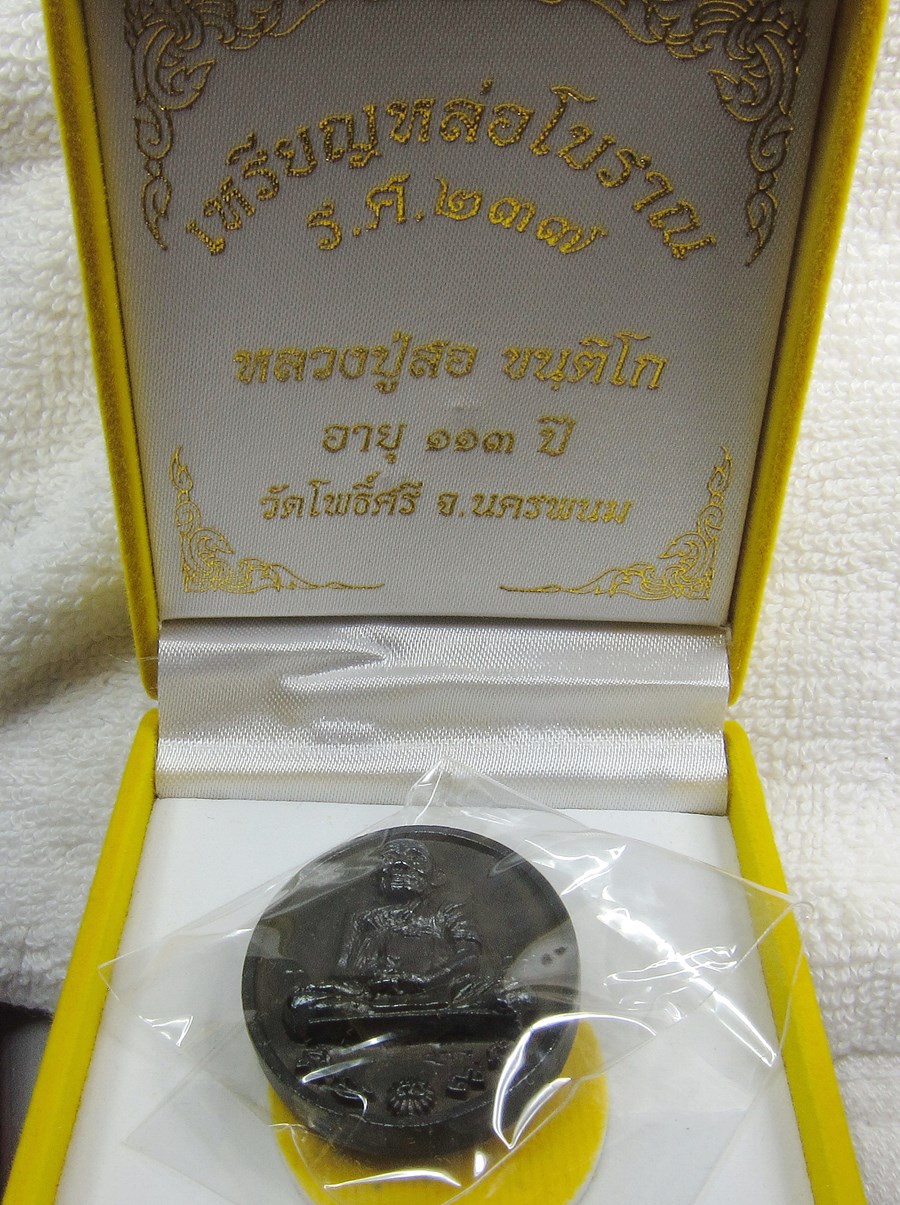 เหรียญหล่อโบราณ
ร.ศ.๒๓๗
หลวงปู่สอ ขนฺติโก
อายุ ๑๑๓ ปี
วัดโพธิ์ศรี จ.นครพนม